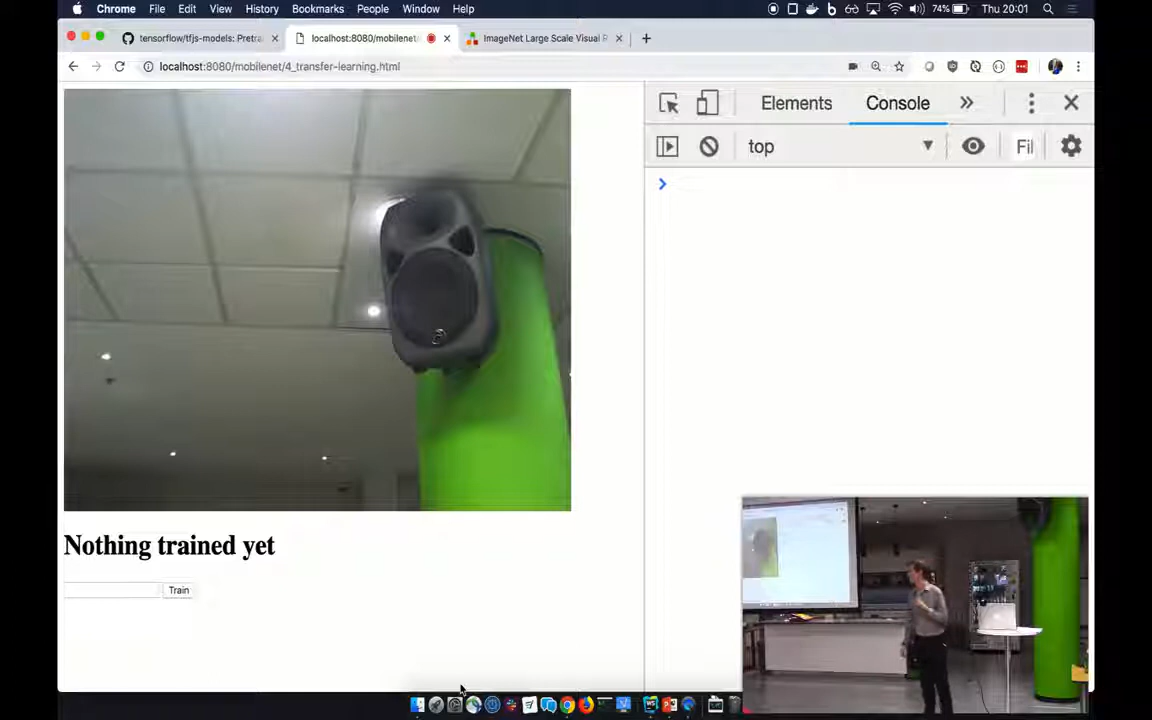 Chrome File Edit View History Bookmarks People Window Help 74% Thu 20:01
tensorflow/tfjs-models: Pretra
localhost:8080/mobilenet/
ImageNet Large Scale Visual R
localhost:8080/mobilenet/4_transfer-learning.html
Elements Console
top Fil
Nothing trained yet
Train